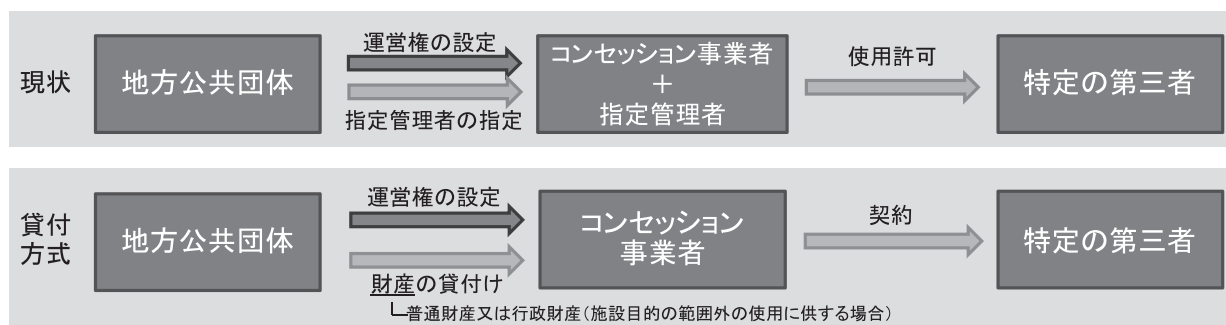 現状
地方公共団体
運営権の設定
指定管理者の指定
コンセッション事業者
+
指定管理者
使用許可
特定の第三者
貸付
方式
地方公共団体
運営権の設定
財産の貸付け
普通財産又は行政財産(施設目的の範囲外の使用に供する場合)
コンセッション
事業者
契約
特定の第三者